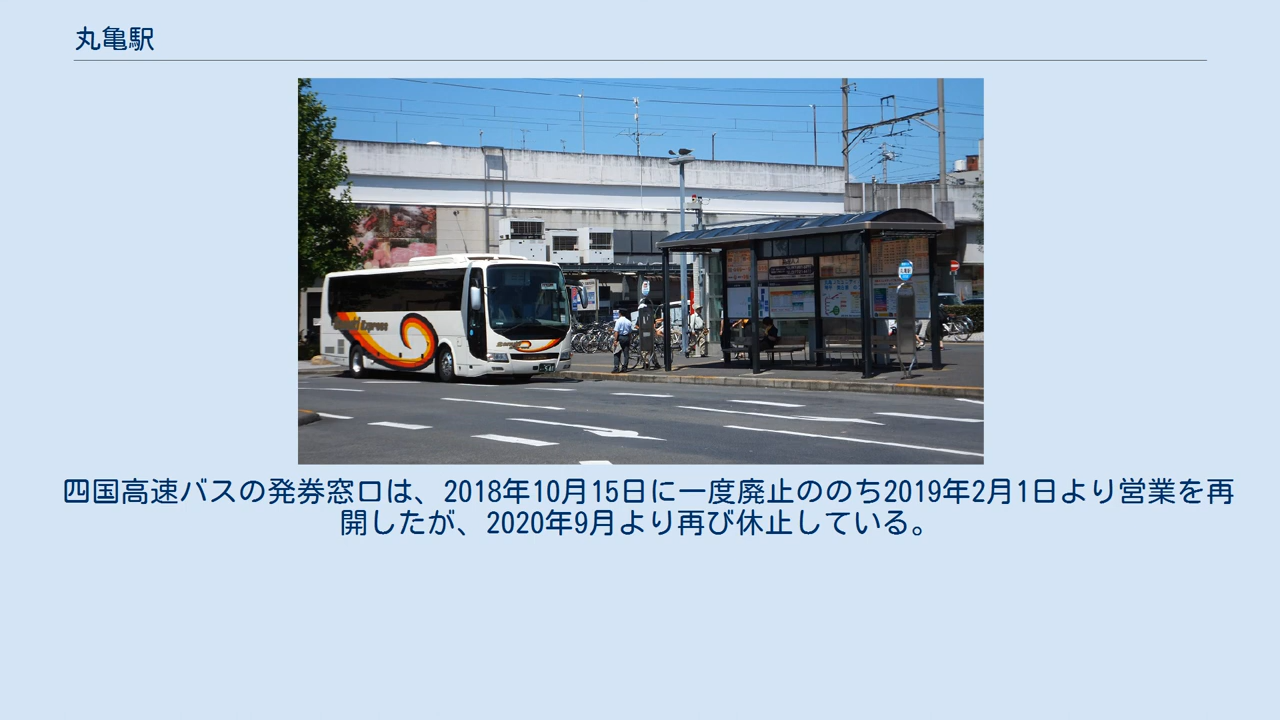 丸亀駅
四国高速バスの発券窓口は、2018年10月15日に一度廃止ののち2019年2月1日より営業を再
開したが、2020年9月より再び休止している。